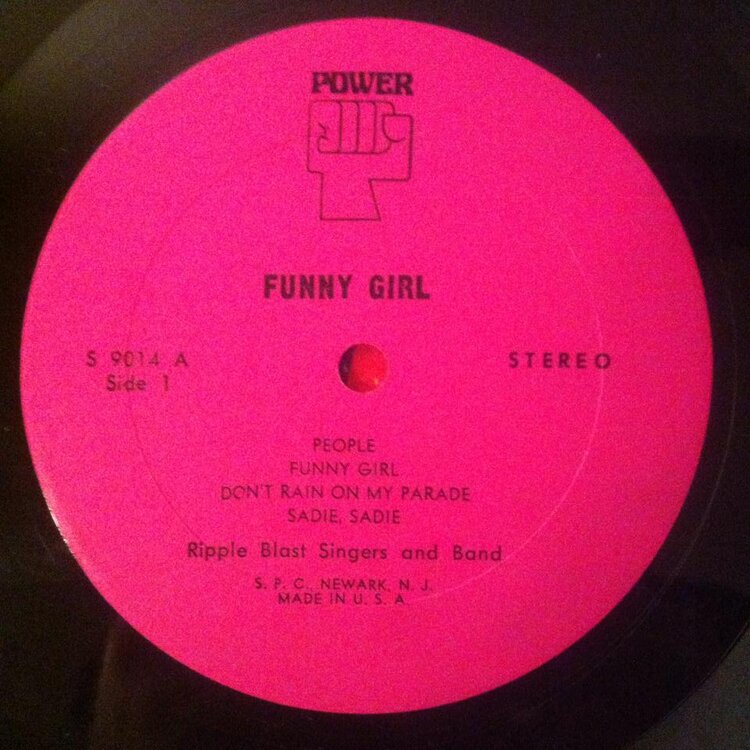 POWER
FUNNY GIRL
S 9014 A
Side 1
STEREO
PEOPLE
FUNNY GIRL
DON'T RAIN ON MY PARADE
SADIE, SADIE
Ripple Blast Singers and Band
S. P. C., NEWARK, N. J.
MADE IN U. S. A.